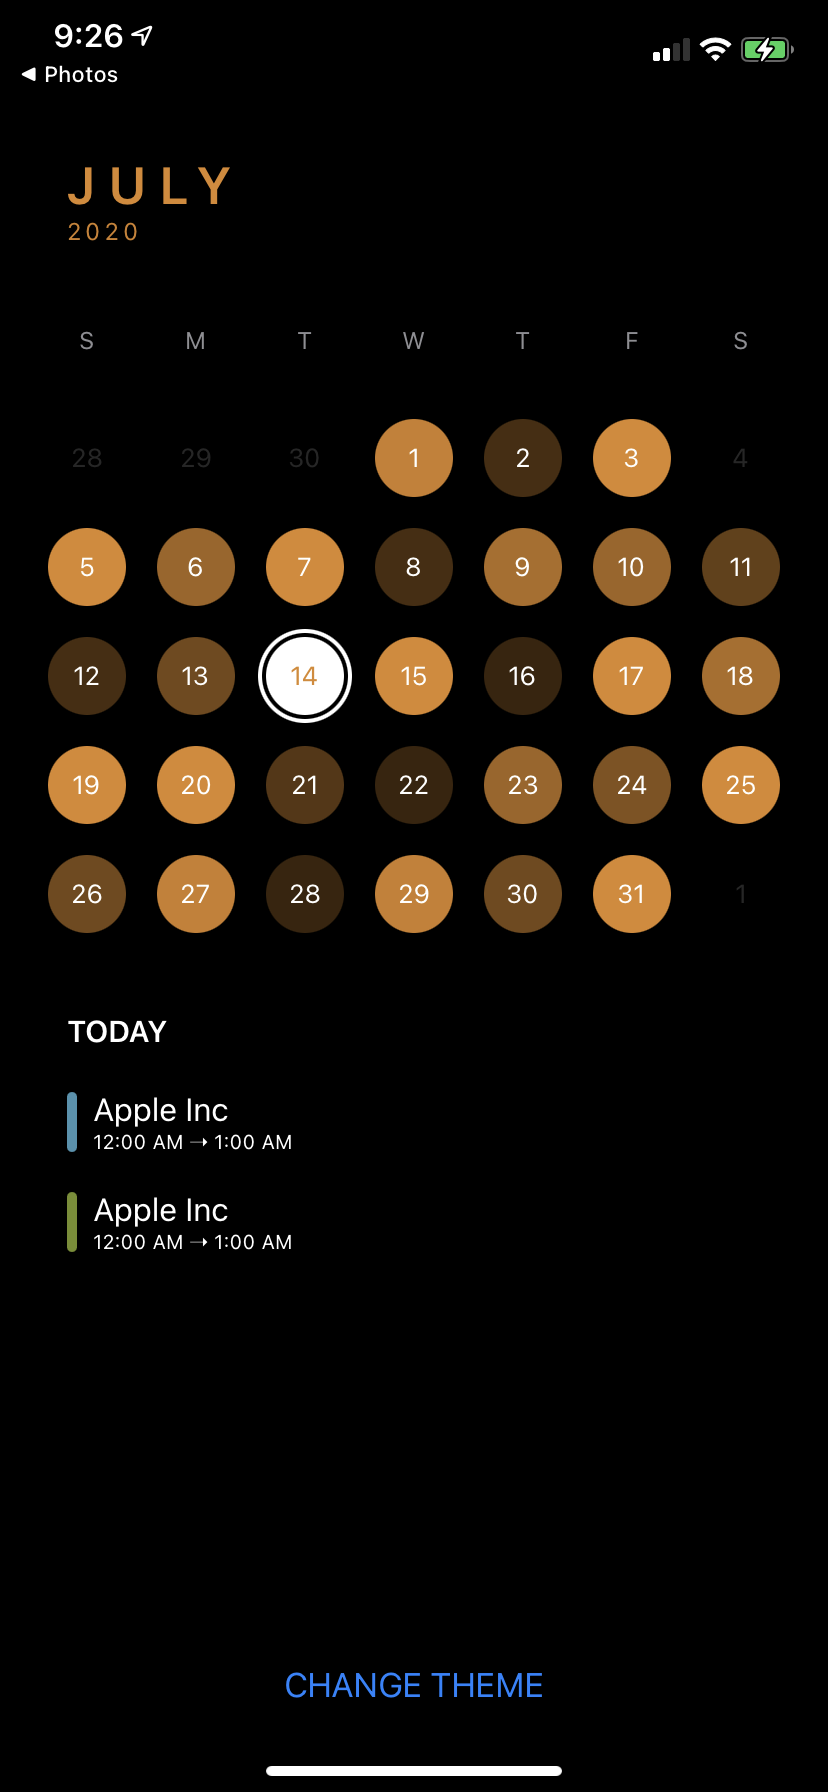 9:26
Photos
JULY
2020
S M T W T F S
28 29 30 1 2 3 4
5 6 7 8 9 10 11
12 13 14 15 16 17 18
19 20 21 22 23 24 25
26 27 28 29 30 31 1
TODAY
Apple Inc
12:00 AM → 1:00 AM
Apple Inc
12:00 AM → 1:00 AM
CHANGE THEME